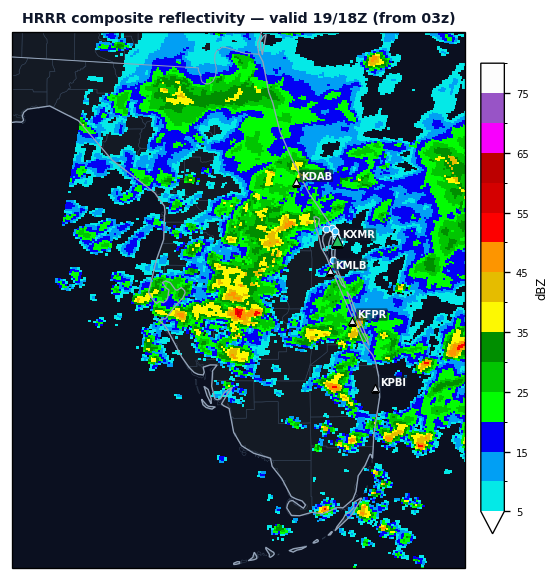 HRRR composite reflectivity — valid 19/18Z (from 03z)
75
65
55
45
35
25
15
5
dBZ
KDAB
KXMR
KMLB
KFPR
KPBI